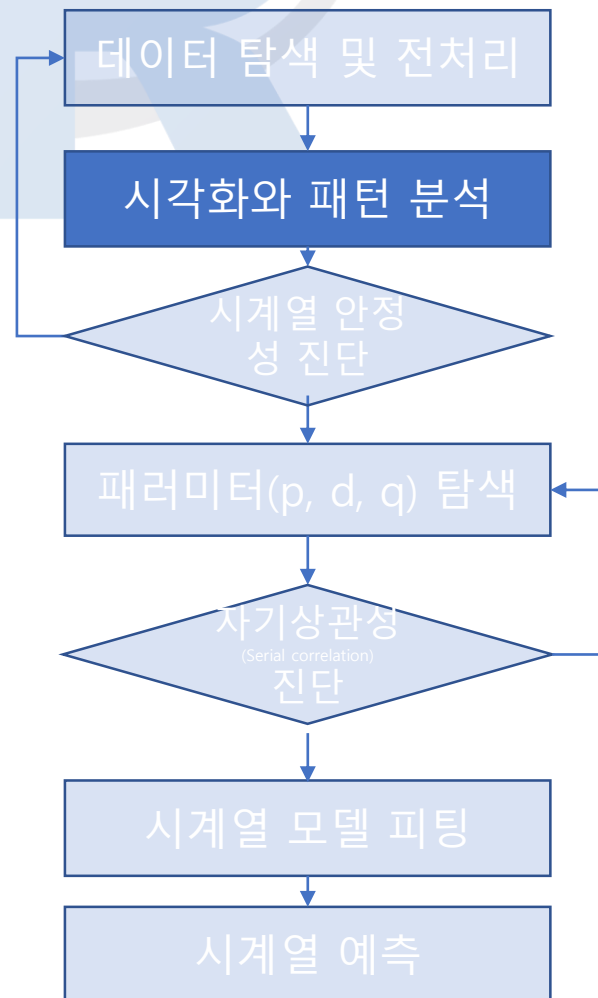 데이터 탐색 및 전처리
시각화와 패턴 분석
시계열 안정
성 진단
패러미터(p, d, q) 탐색
자기상관성
(Serial correlation)
진단
시계열 모델 피팅
시계열 예측